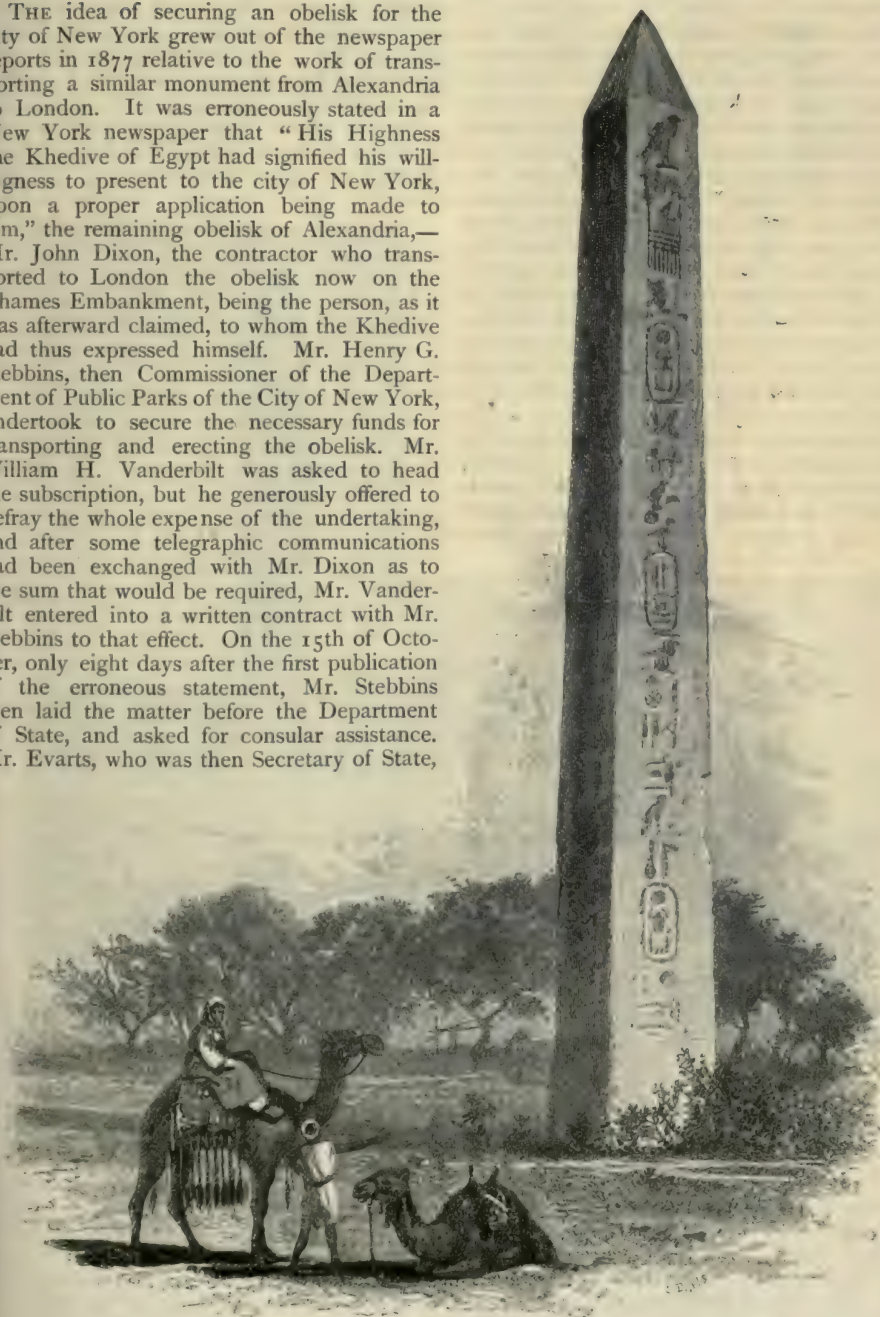 THE idea of securing an obelisk for the
ty of New York grew out of the newspaper
eports in 1877 relative to the work of trans-
orting a similar monument from Alexandria
o London. It was erroneously stated in a
ew York newspaper that “ His Highness
e Khedive of Egypt had signified his will-
gness to present to the city of New York,
pon a proper application being made to
m,” the remaining obelisk of Alexandria,—
r. John Dixon, the contractor who trans-
orted to London the obelisk now on the
hames Embankment, being the person, as it
as afterward claimed, to whom the Khedive
ad thus expressed himself. Mr. Henry G.
ebbins, then Commissioner of the Depart-
ent of Public Parks of the City of New York,
ndertook to secure the necessary funds for
ansporting and erecting the obelisk. Mr.
illiam H. Vanderbilt was asked to head
e subscription, but he generously offered to
efray the whole expense of the undertaking,
nd after some telegraphic communications
ad been exchanged with Mr. Dixon as to
e sum that would be required, Mr. Vander-
lt entered into a written contract with Mr.
ebbins to that effect. On the 15th of Octo-
er, only eight days after the first publication
f the erroneous statement, Mr. Stebbins
en laid the matter before the Department
f State, and asked for consular assistance.
r. Evarts, who was then Secretary of State,